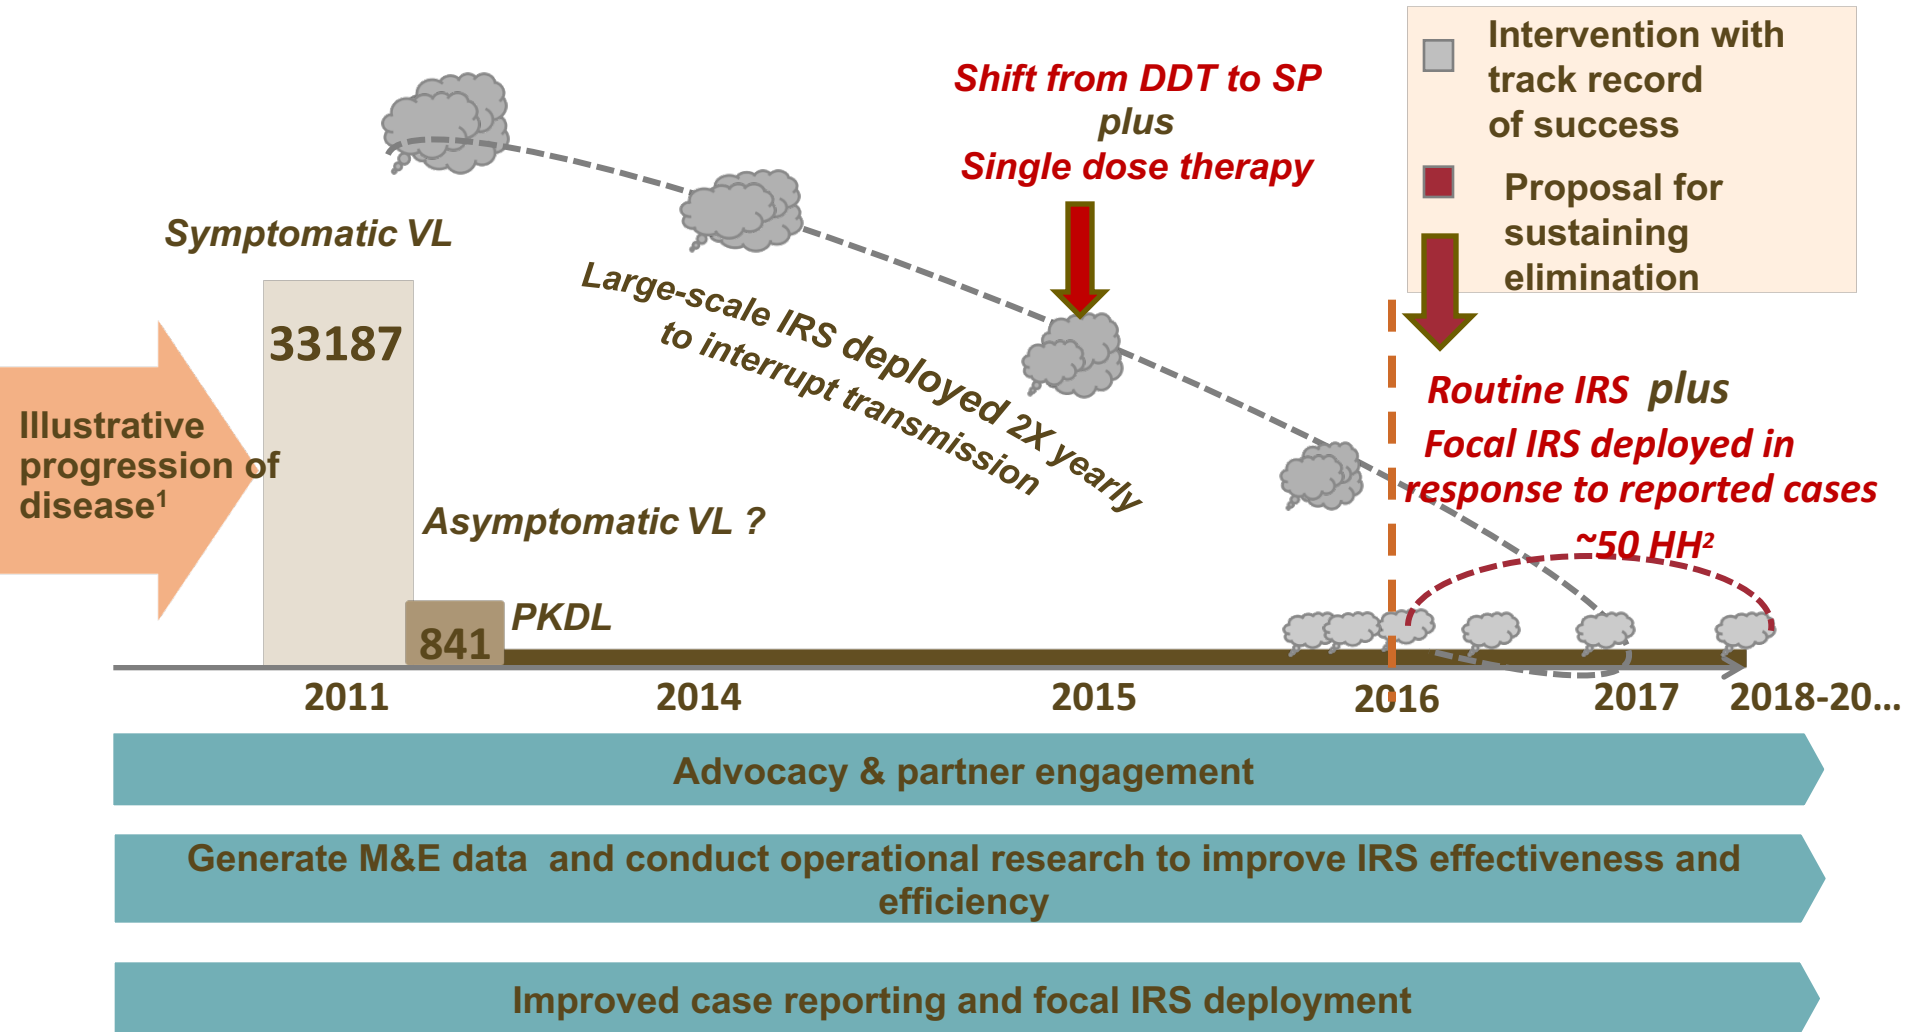 Intervention with
track record
of success
Proposal for
sustaining
elimination
Shift from DDT to SP
plus
Single dose therapy
Symptomatic VL
33187
Illustrative
progression of
disease¹
Large-scale IRS deployed 2X yearly
to interrupt transmission
Routine IRS plus
Focal IRS deployed in
response to reported cases
~50 HH²
Asymptomatic VL ?
PKDL
841
2011
2014
2015
2016
2017
2018-20...
Advocacy & partner engagement
Generate M&E data and conduct operational research to improve IRS effectiveness and
efficiency
Improved case reporting and focal IRS deployment